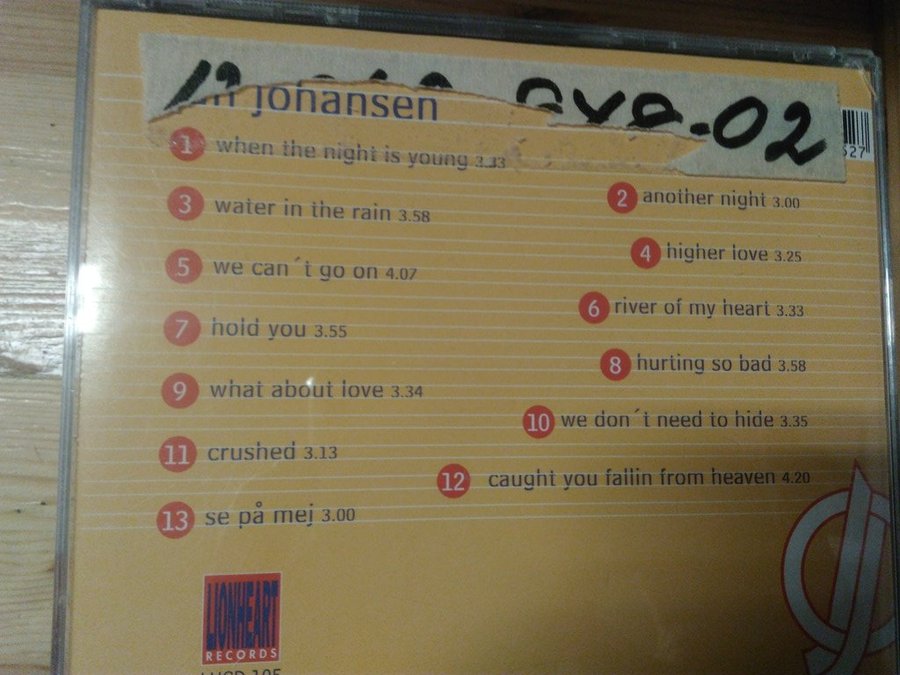 -02
johansen
527
1 when the night is young 3.33
2 another night 3.00
3 water in the rain 3.58
4 higher love 3.25
5 we can´t go on 4.07
6 river of my heart 3.33
7 hold you 3.55
8 hurting so bad 3.58
9 what about love 3.34
10 we don´t need to hide 3.35
11 crushed 3.13
12 caught you fallin from heaven 4.20
13 se på mej 3.00
LIONHEART
RECORDS